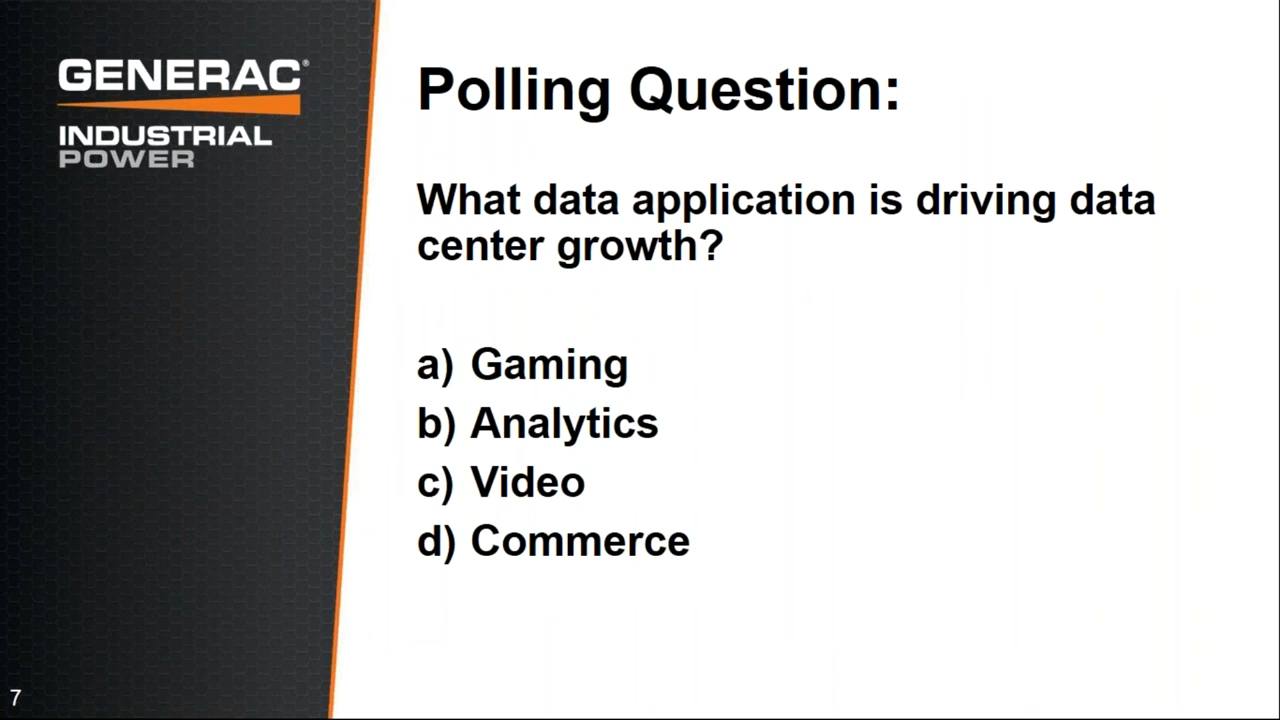 GENERAC®
INDUSTRIAL
POWER
Polling Question:
What data application is driving data
center growth?
a) Gaming
b) Analytics
c) Video
d) Commerce
7